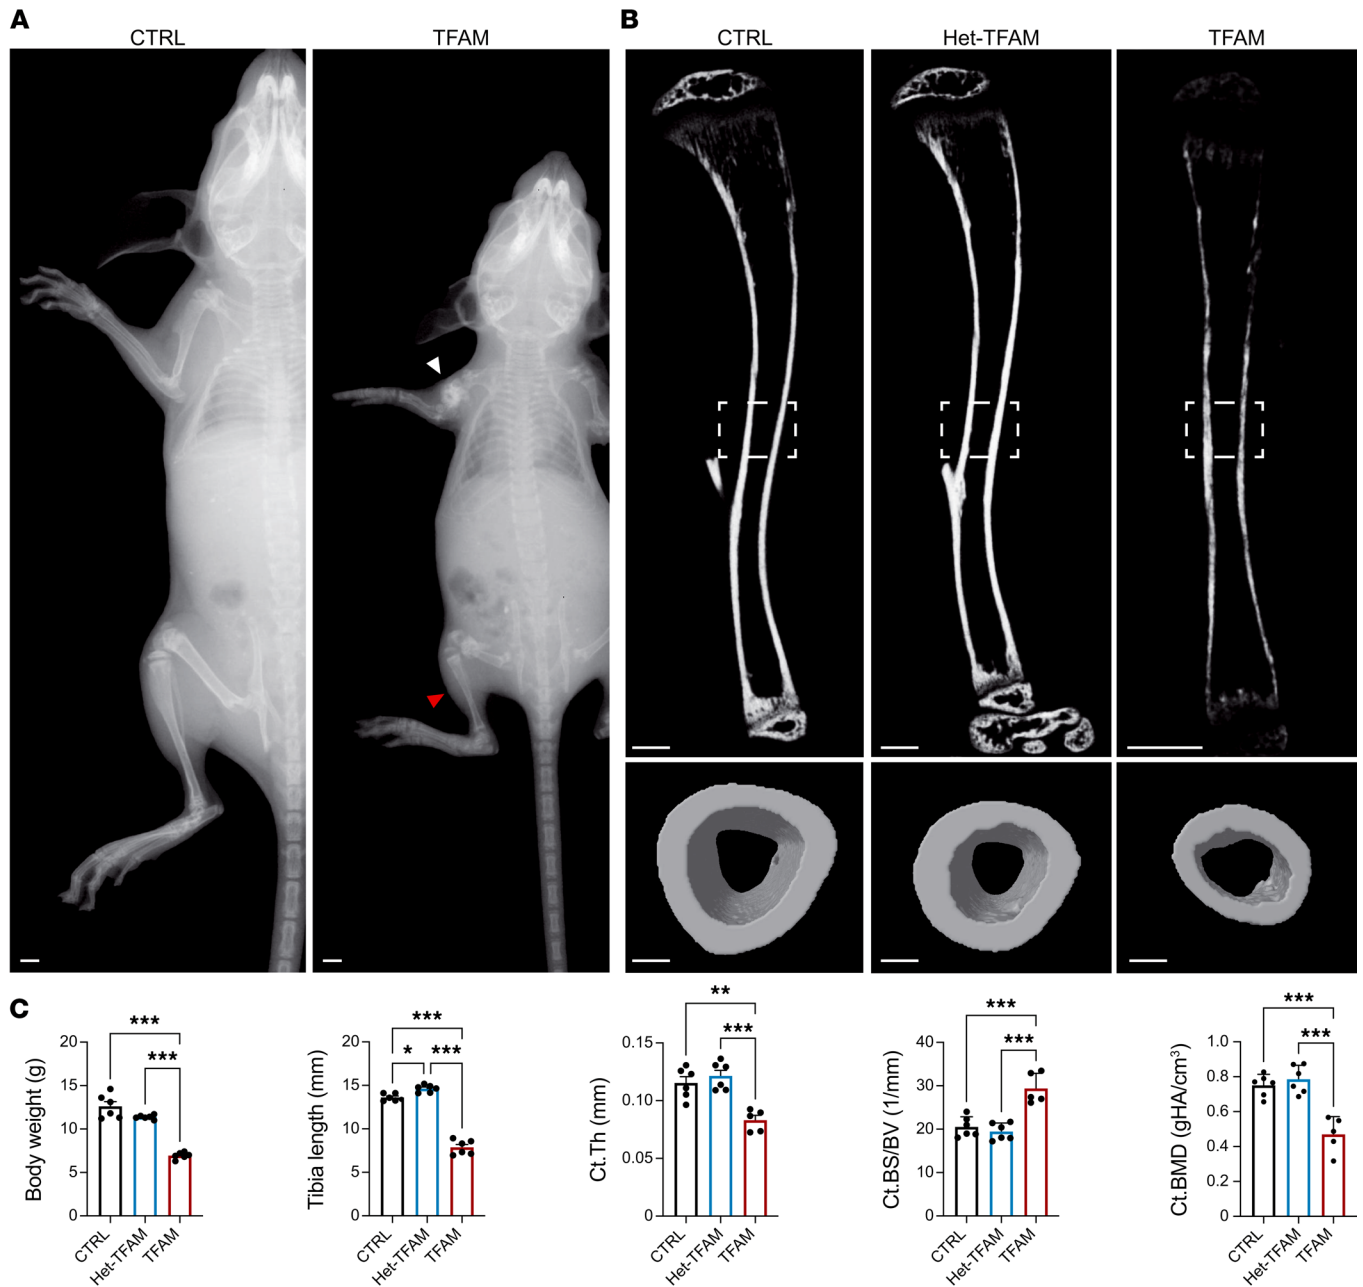 A
CTRL
TFAM
B
CTRL
Het-TFAM
TFAM
C
Body weight (g)
20
15
10
5
0
***
***
CTRL
Het-TFAM
TFAM
Tibia length (mm)
20
15
10
5
0
***
*
***
CTRL
Het-TFAM
TFAM
Ct.Th (mm)
0.15
0.10
0.05
0
**
***
CTRL
Het-TFAM
TFAM
Ct.BS/BV (1/mm)
40
30
20
10
0
***
***
CTRL
Het-TFAM
TFAM
Ct.BMD (gHA/cm³)
1.0
0.8
0.6
0.4
0.2
0
***
***
CTRL
Het-TFAM
TFAM